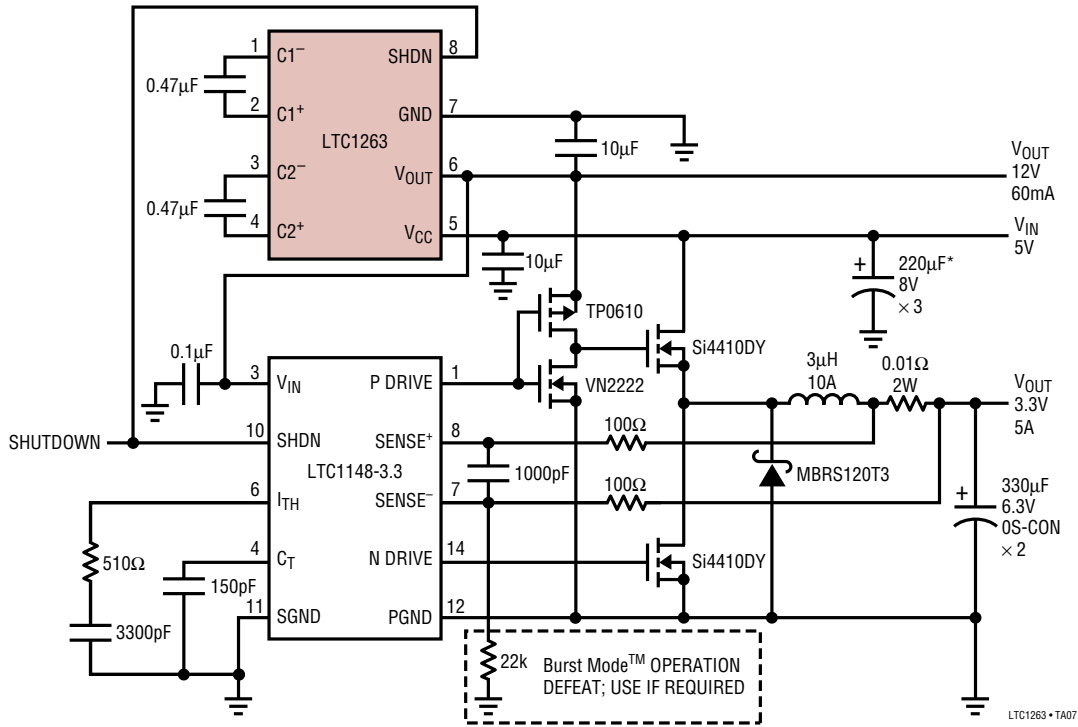 1
C1–
SHDN
8
0.47µF
2
C1+
GND
7
LTC1263
10µF
3
C2–
VOUT
6
VOUT
12V
60mA
0.47µF
4
C2+
VCC
5
VIN
5V
10µF
+
220µF*
8V
× 3
TP0610
Si4410DY
0.1µF
3
VIN
P DRIVE
1
VN2222
3µH
10A
0.01Ω
2W
VOUT
3.3V
5A
SHUTDOWN
10
SHDN
SENSE+
8
100Ω
LTC1148-3.3
1000pF
MBRS120T3
6
ITH
SENSE–
7
100Ω
+
330µF
6.3V
0S-CON
× 2
510Ω
4
CT
N DRIVE
14
Si4410DY
150pF
11
SGND
PGND
12
3300pF
22k
Burst Mode™ OPERATION
DEFEAT; USE IF REQUIRED
LTC1263 • TA07